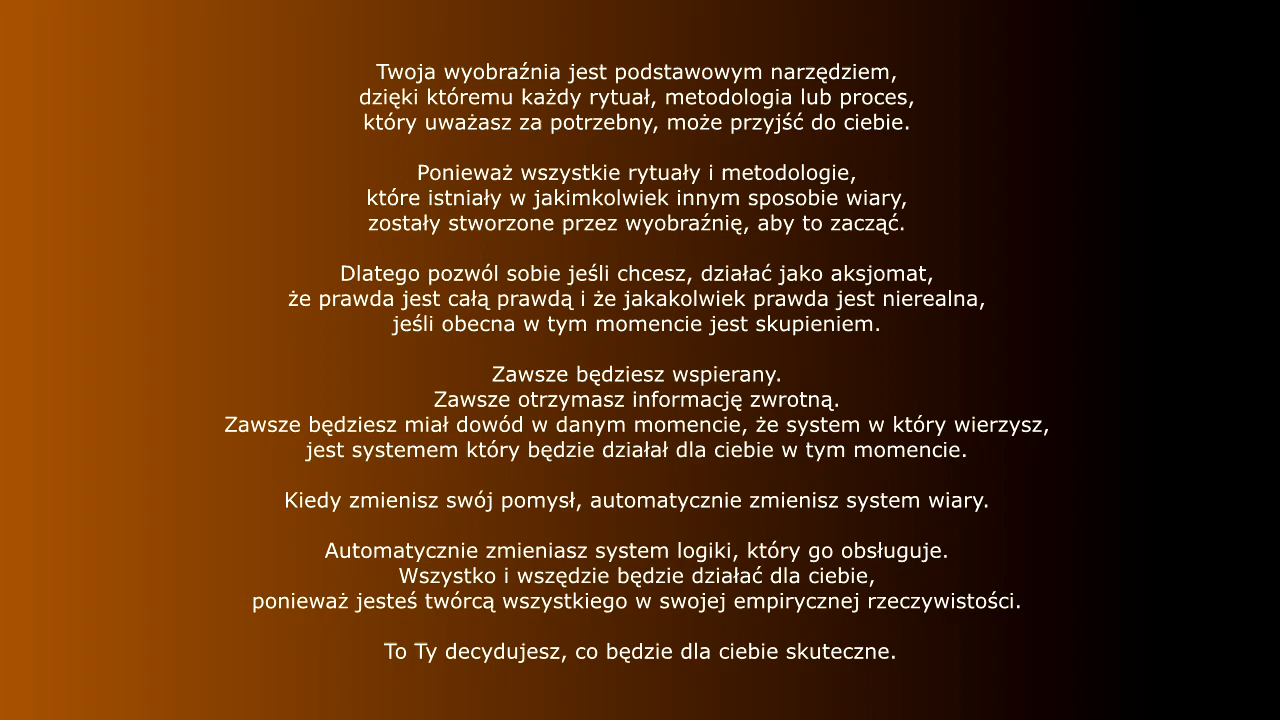 Twoja wyobraźnia jest podstawowym narzędziem,
dzięki któremu każdy rytuał, metodologia lub proces,
który uważasz za potrzebny, może przyjść do ciebie.
Ponieważ wszystkie rytuały i metodologie,
które istniały w jakimkolwiek innym sposobie wiary,
zostały stworzone przez wyobraźnię, aby to zacząć.
Dlatego pozwól sobie jeśli chcesz, działać jako aksjomat,
że prawda jest całą prawdą i że jakakolwiek prawda jest nierealna,
jeśli obecna w tym momencie jest skupieniem.
Zawsze będziesz wspierany.
Zawsze otrzymasz informację zwrotną.
Zawsze będziesz miał dowód w danym momencie, że system w który wierzysz,
jest systemem który będzie działał dla ciebie w tym momencie.
Kiedy zmienisz swój pomysł, automatycznie zmienisz system wiary.
Automatycznie zmieniasz system logiki, który go obsługuje.
Wszystko i wszędzie będzie działać dla ciebie,
ponieważ jesteś twórcą wszystkiego w swojej empirycznej rzeczywistości.
To Ty decydujesz, co będzie dla ciebie skuteczne.